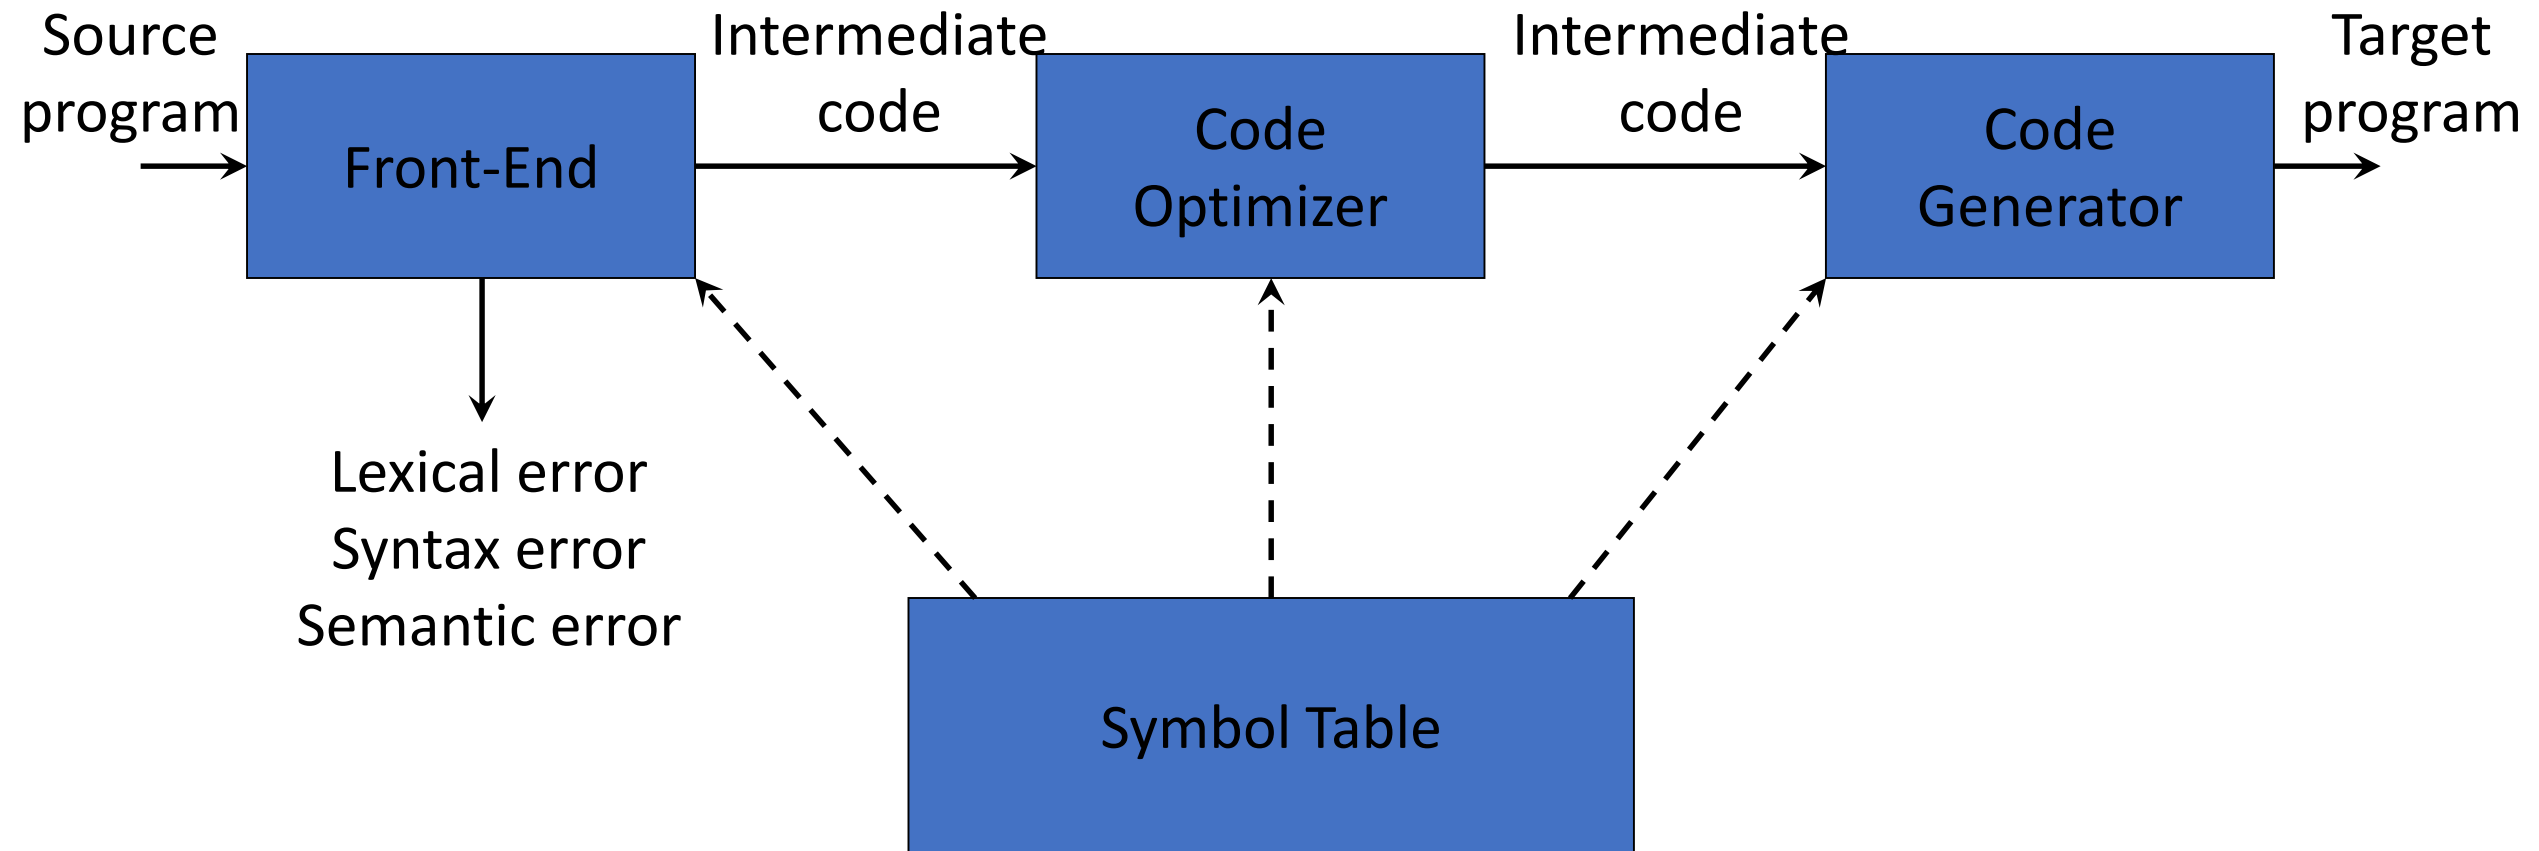 Source
program
Front-End
Intermediate
code
Code
Optimizer
Intermediate
code
Code
Generator
Target
program
Lexical error
Syntax error
Semantic error
Symbol Table